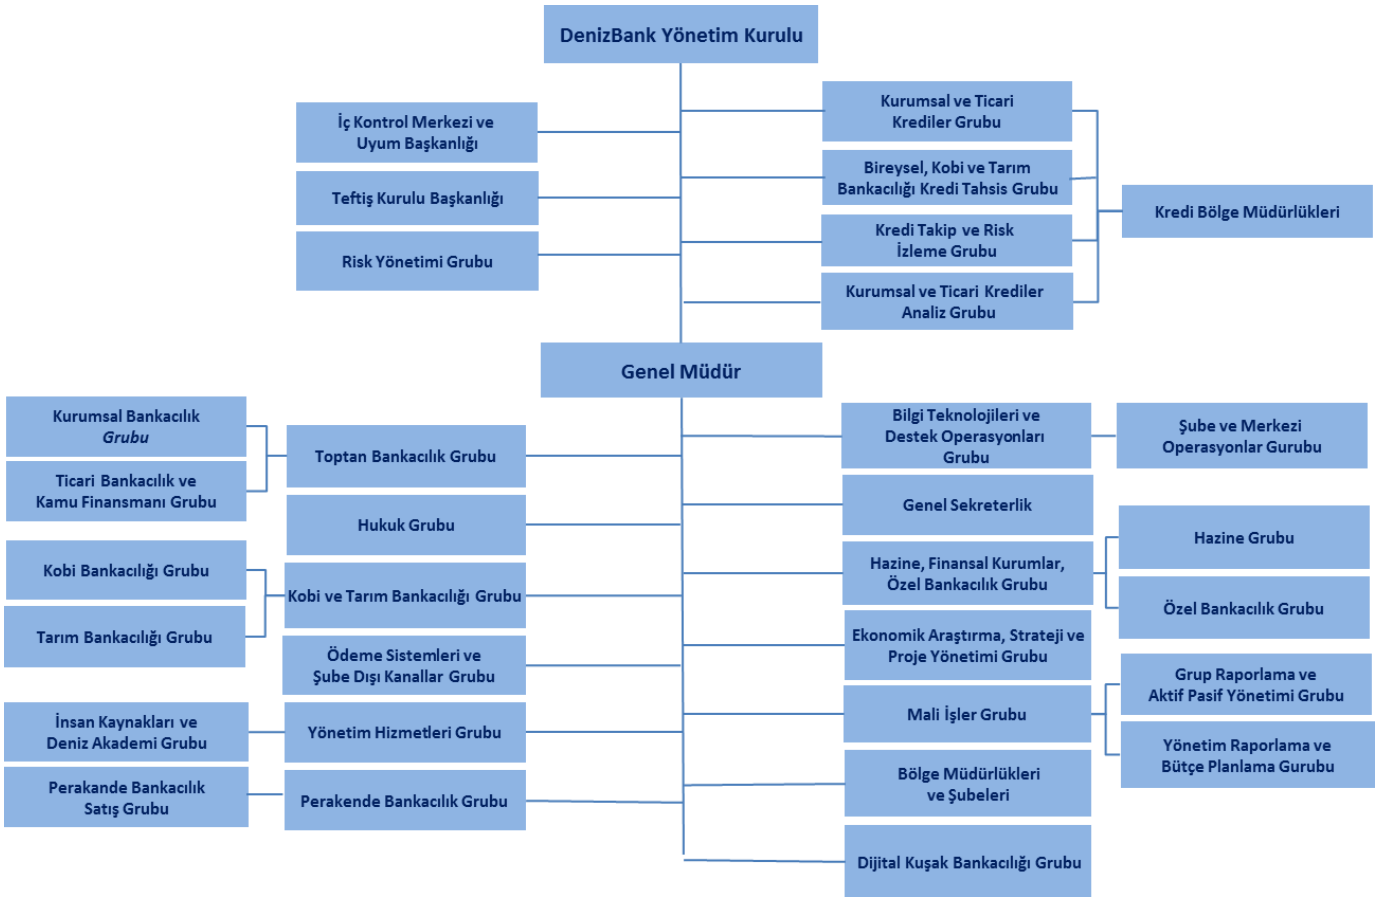 DenizBank Yönetim Kurulu
İç Kontrol Merkezi ve
Uyum Başkanlığı
Teftiş Kurulu Başkanlığı
Risk Yönetimi Grubu
Kurumsal ve Ticari
Krediler Grubu
Bireysel, Kobi ve Tarım
Bankacılığı Kredi Tahsis Grubu
Kredi Takip ve Risk
İzleme Grubu
Kurumsal ve Ticari Krediler
Analiz Grubu
Kredi Bölge Müdürlükleri
Genel Müdür
Kurumsal Bankacılık
Grubu
Ticari Bankacılık ve
Kamu Finansmanı Grubu
Toptan Bankacılık Grubu
Hukuk Grubu
Kobi Bankacılığı Grubu
Tarım Bankacılığı Grubu
Kobi ve Tarım Bankacılığı Grubu
Ödeme Sistemleri ve
Şube Dışı Kanallar Grubu
İnsan Kaynakları ve
Deniz Akademi Grubu
Yönetim Hizmetleri Grubu
Perakande Bankacılık
Satış Grubu
Perakende Bankacılık Grubu
Bilgi Teknolojileri ve
Destek Operasyonları
Grubu
Şube ve Merkezi
Operasyonlar Gurubu
Genel Sekreterlik
Hazine, Finansal Kurumlar,
Özel Bankacılık Grubu
Hazine Grubu
Özel Bankacılık Grubu
Ekonomik Araştırma, Strateji ve
Proje Yönetimi Grubu
Mali İşler Grubu
Grup Raporlama ve
Aktif Pasif Yönetimi Grubu
Yönetim Raporlama ve
Bütçe Planlama Gurubu
Bölge Müdürlükleri
ve Şubeleri
Dijital Kuşak Bankacılığı Grubu